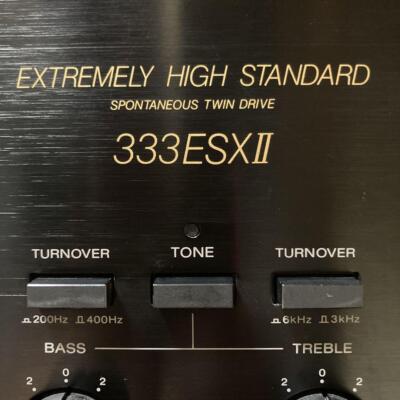 EXTREMELY HIGH STANDARD
SPONTANEOUS TWIN DRIVE
333ESXII
TURNOVER TONE TURNOVER
200Hz 400Hz 6kHz 3kHz
BASS TREBLE
2 0 2 2 0 2